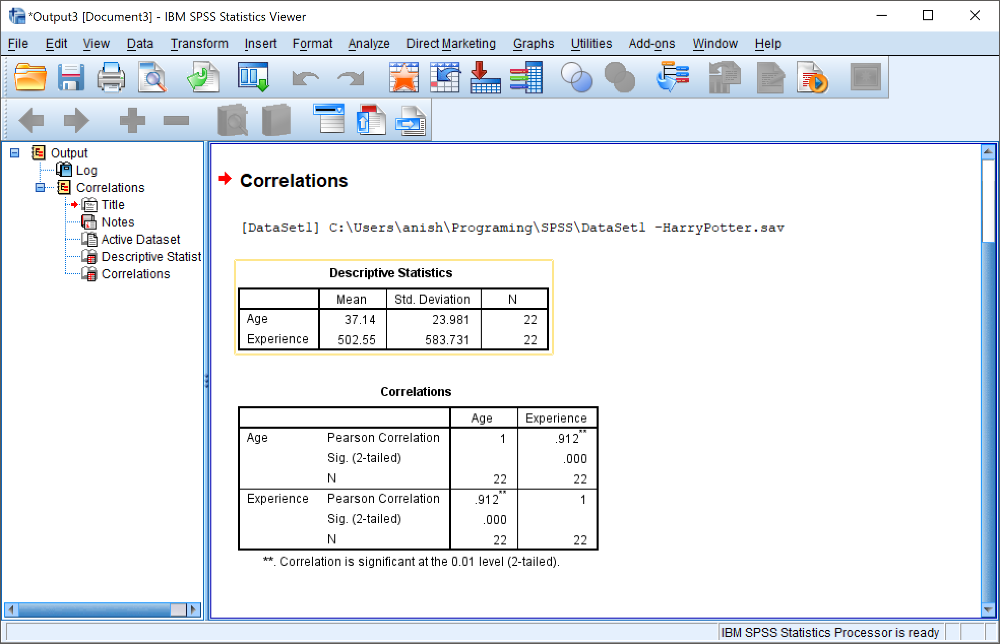 *Output3 [Document3] - IBM SPSS Statistics Viewer
File Edit View Data Transform Insert Format Analyze Direct Marketing Graphs Utilities Add-ons Window Help
Output
Log
Correlations
Title
Notes
Active Dataset
Descriptive Statist
Correlations
Correlations
[DataSet1] C:\Users\anish\Programing\SPSS\DataSet1 -HarryPotter.sav
Descriptive Statistics
Mean Std. Deviation N
Age 37.14 23.981 22
Experience 502.55 583.731 22
Correlations
Age Experience
Age Pearson Correlation 1 .912**
Sig. (2-tailed) .000
N 22 22
Experience Pearson Correlation .912** 1
Sig. (2-tailed) .000
N 22 22
**. Correlation is significant at the 0.01 level (2-tailed).
IBM SPSS Statistics Processor is ready